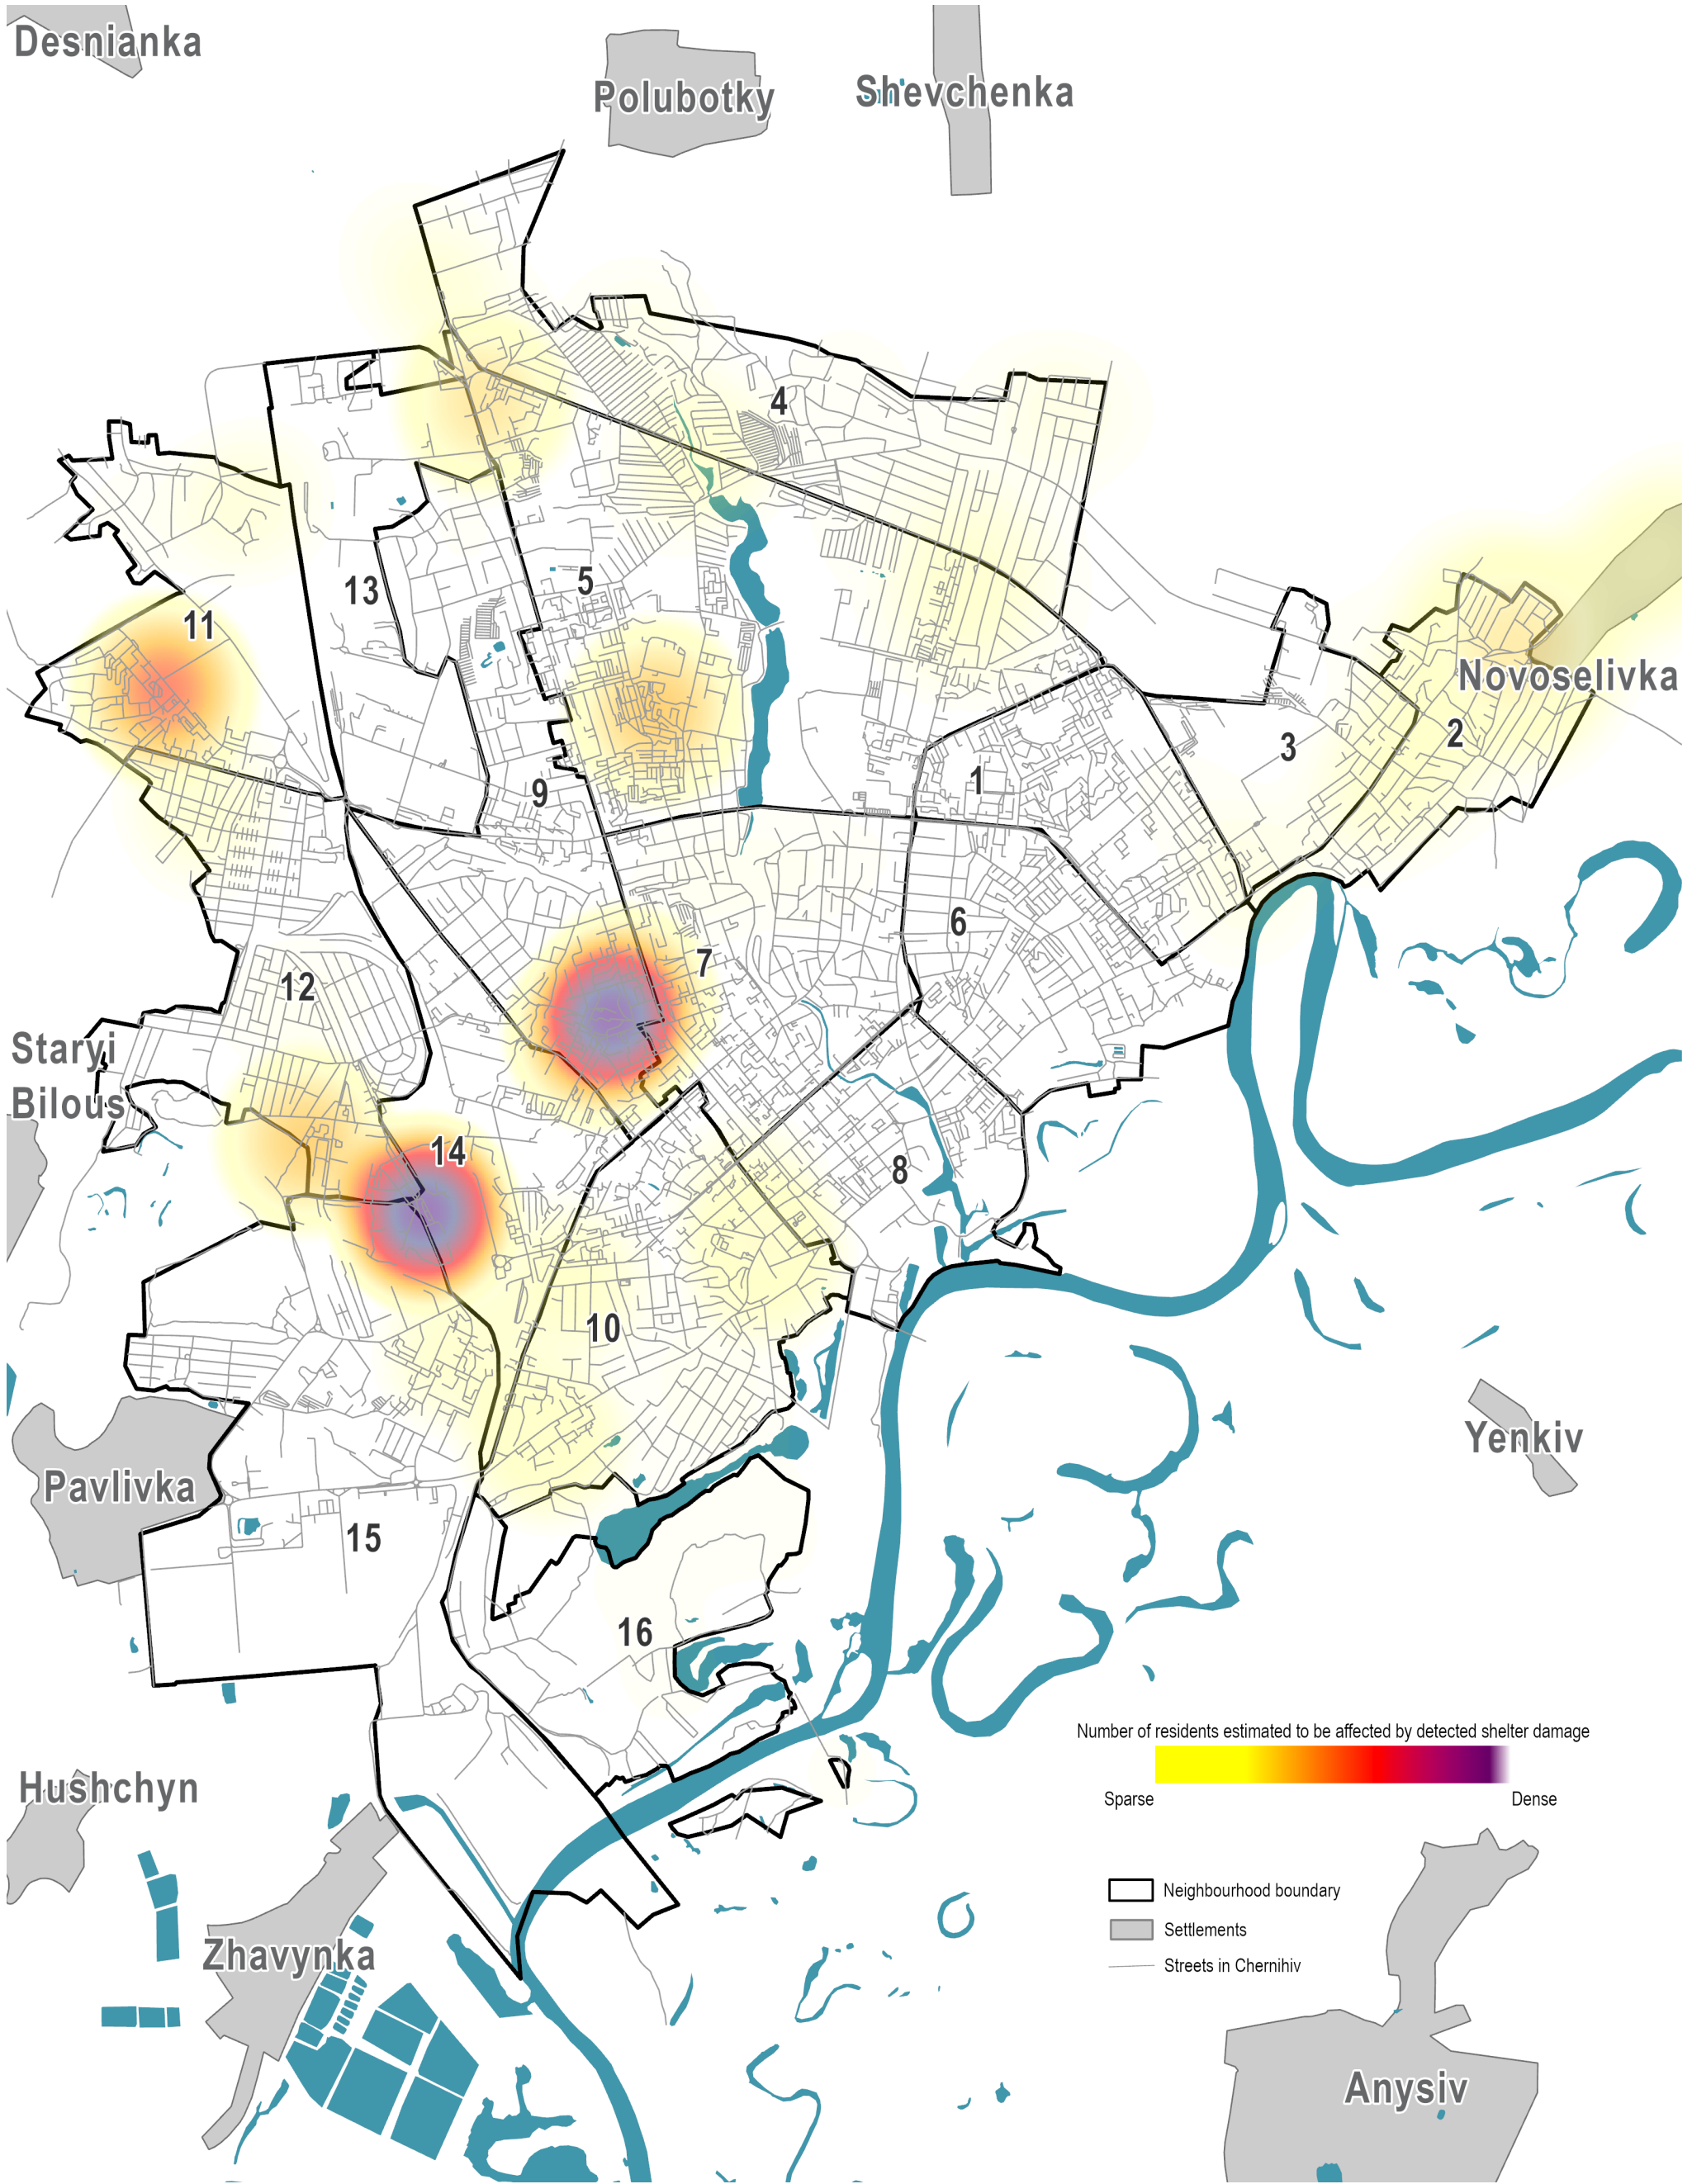 Desnianka
Polubotky
Shevchenka
4
5
13
11
Novoselivka
2
3
1
9
6
7
12
Staryi
Bilous
14
8
10
Yenkiv
Pavlivka
15
16
Number of residents estimated to be affected by detected shelter damage
Sparse
Dense
Hushchyn
Neighbourhood boundary
Settlements
Streets in Chernihiv
Zhavynka
Anysiv